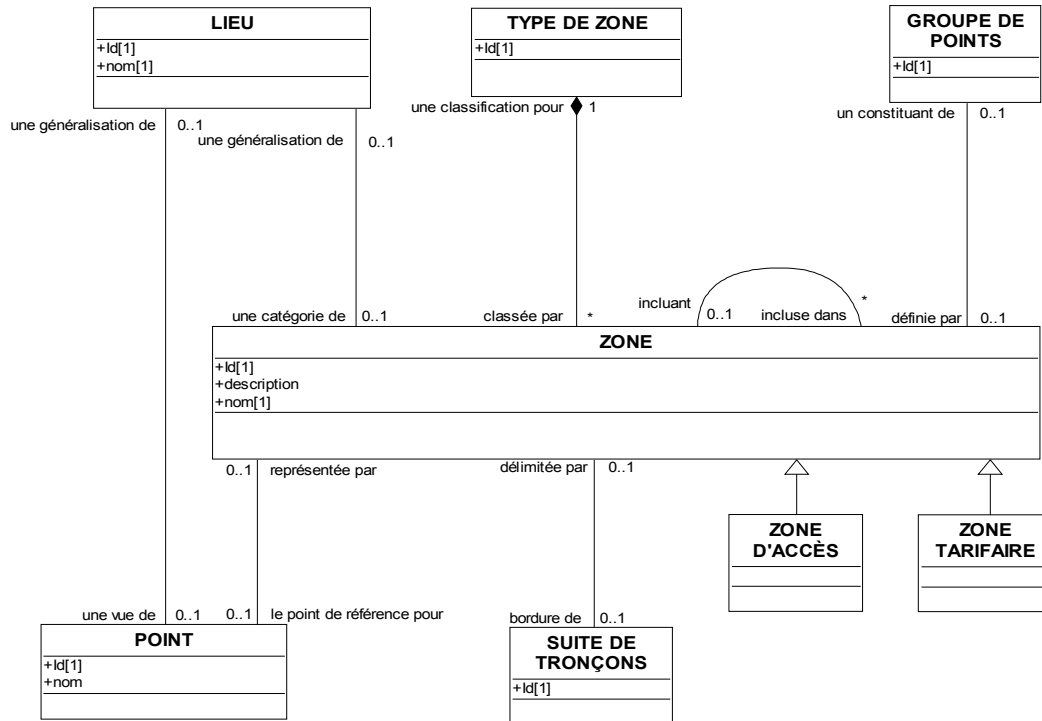 LIEU
+Id[1]
+nom[1]
TYPE DE ZONE
+Id[1]
GROUPE DE
POINTS
+Id[1]
une généralisation de
0..1
une généralisation de
0..1
une classification pour
1
un constituant de
0..1
une catégorie de
0..1
classée par
*
incluant
0..1
incluse dans
*
définie par
0..1
ZONE
+Id[1]
+description
+nom[1]
0..1
représentée par
délimitée par
0..1
ZONE
D'ACCÈS
ZONE
TARIFAIRE
une vue de
0..1
0..1
le point de référence pour
bordure de
0..1
POINT
+Id[1]
+nom
SUITE DE
TRONÇONS
+Id[1]